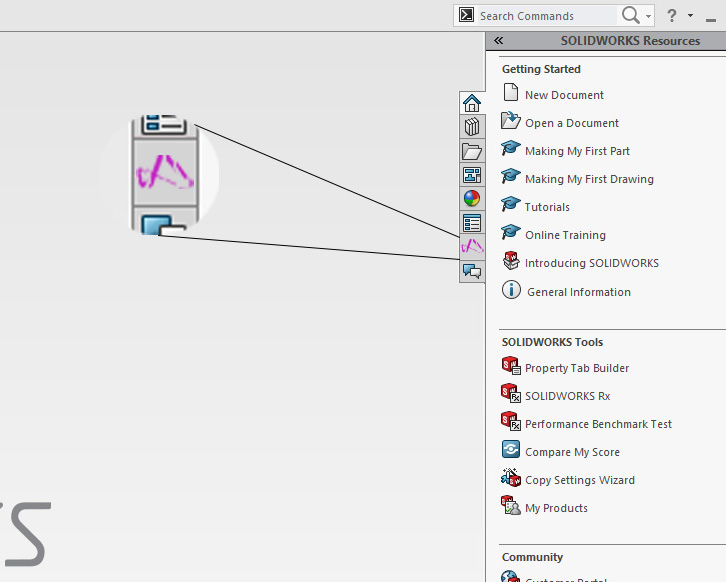 Search Commands
?
SOLIDWORKS Resources
Getting Started
New Document
Open a Document
Making My First Part
Making My First Drawing
Tutorials
Online Training
Introducing SOLIDWORKS
General Information
SOLIDWORKS Tools
Property Tab Builder
SOLIDWORKS Rx
Performance Benchmark Test
Compare My Score
Copy Settings Wizard
My Products
Community
Customer Portal
S